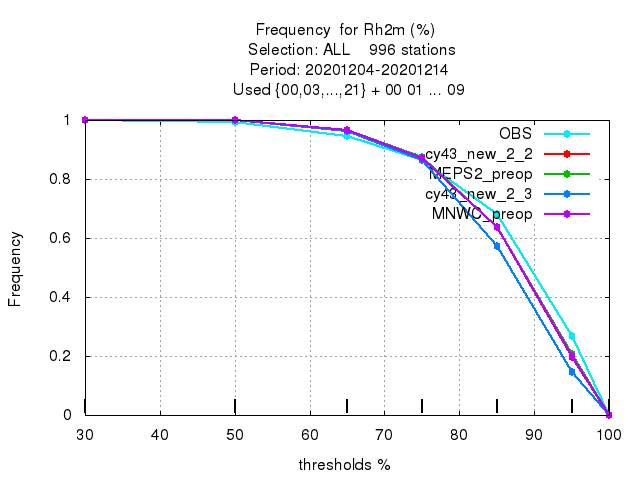 Frequency  for Rh2m (%)
Selection: ALL    996 stations
Period: 20201204-20201214
Used {00,03,...,21} + 00 01 ... 09
OBS
cy43_new_2_2
MEPS2_preop
cy43_new_2_3
MNWC_preop
1
0.8
0.6
0.4
0.2
0
Frequency
30 40 50 60 70 80 90 100
thresholds %